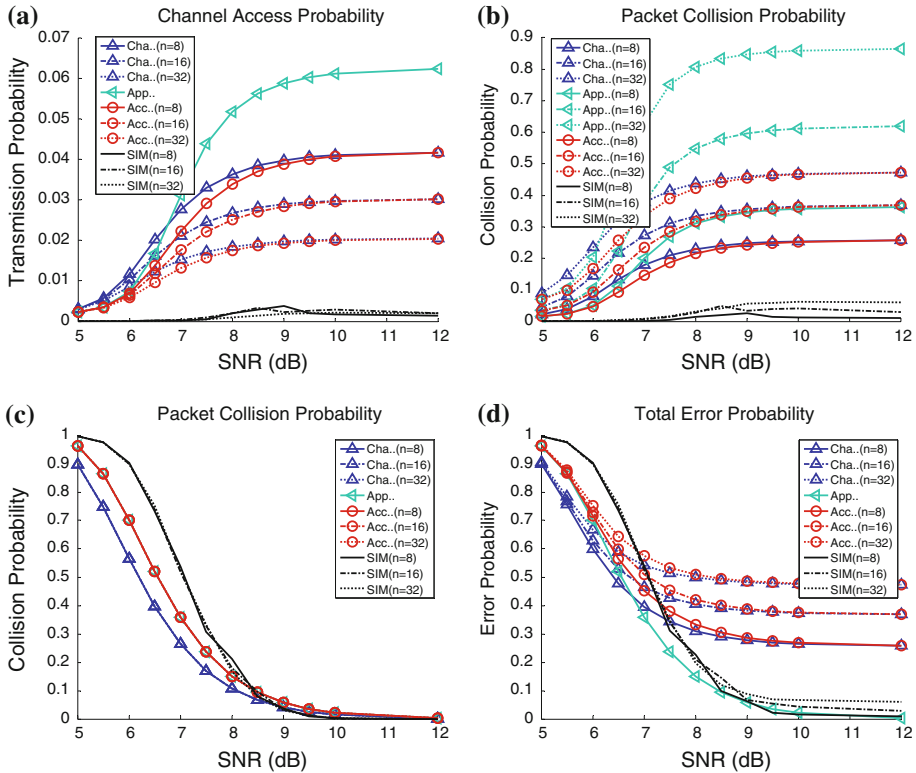 (a)
Channel Access Probability
Transmission Probability
0.07
0.06
0.05
0.04
0.03
0.02
0.01
0
Cha..(n=8)
Cha..(n=16)
Cha..(n=32)
App..
Acc..(n=8)
Acc..(n=16)
Acc..(n=32)
SIM(n=8)
SIM(n=16)
SIM(n=32)
5 6 7 8 9 10 11 12
SNR (dB)
(b)
Packet Collision Probability
Collision Probability
0.9
0.8
0.7
0.6
0.5
0.4
0.3
0.2
0.1
0
Cha..(n=8)
Cha..(n=16)
Cha..(n=32)
App..(n=8)
App..(n=16)
App..(n=32)
Acc..(n=8)
Acc..(n=16)
Acc..(n=32)
SIM(n=8)
SIM(n=16)
SIM(n=32)
5 6 7 8 9 10 11 12
SNR (dB)
(c)
Packet Collision Probability
Collision Probability
1
0.9
0.8
0.7
0.6
0.5
0.4
0.3
0.2
0.1
0
Cha..(n=8)
Cha..(n=16)
Cha..(n=32)
App..
Acc..(n=8)
Acc..(n=16)
Acc..(n=32)
SIM(n=8)
SIM(n=16)
SIM(n=32)
5 6 7 8 9 10 11 12
SNR (dB)
(d)
Total Error Probability
Error Probability
1
0.9
0.8
0.7
0.6
0.5
0.4
0.3
0.2
0.1
0
Cha..(n=8)
Cha..(n=16)
Cha..(n=32)
App..
Acc..(n=8)
Acc..(n=16)
Acc..(n=32)
SIM(n=8)
SIM(n=16)
SIM(n=32)
5 6 7 8 9 10 11 12
SNR (dB)